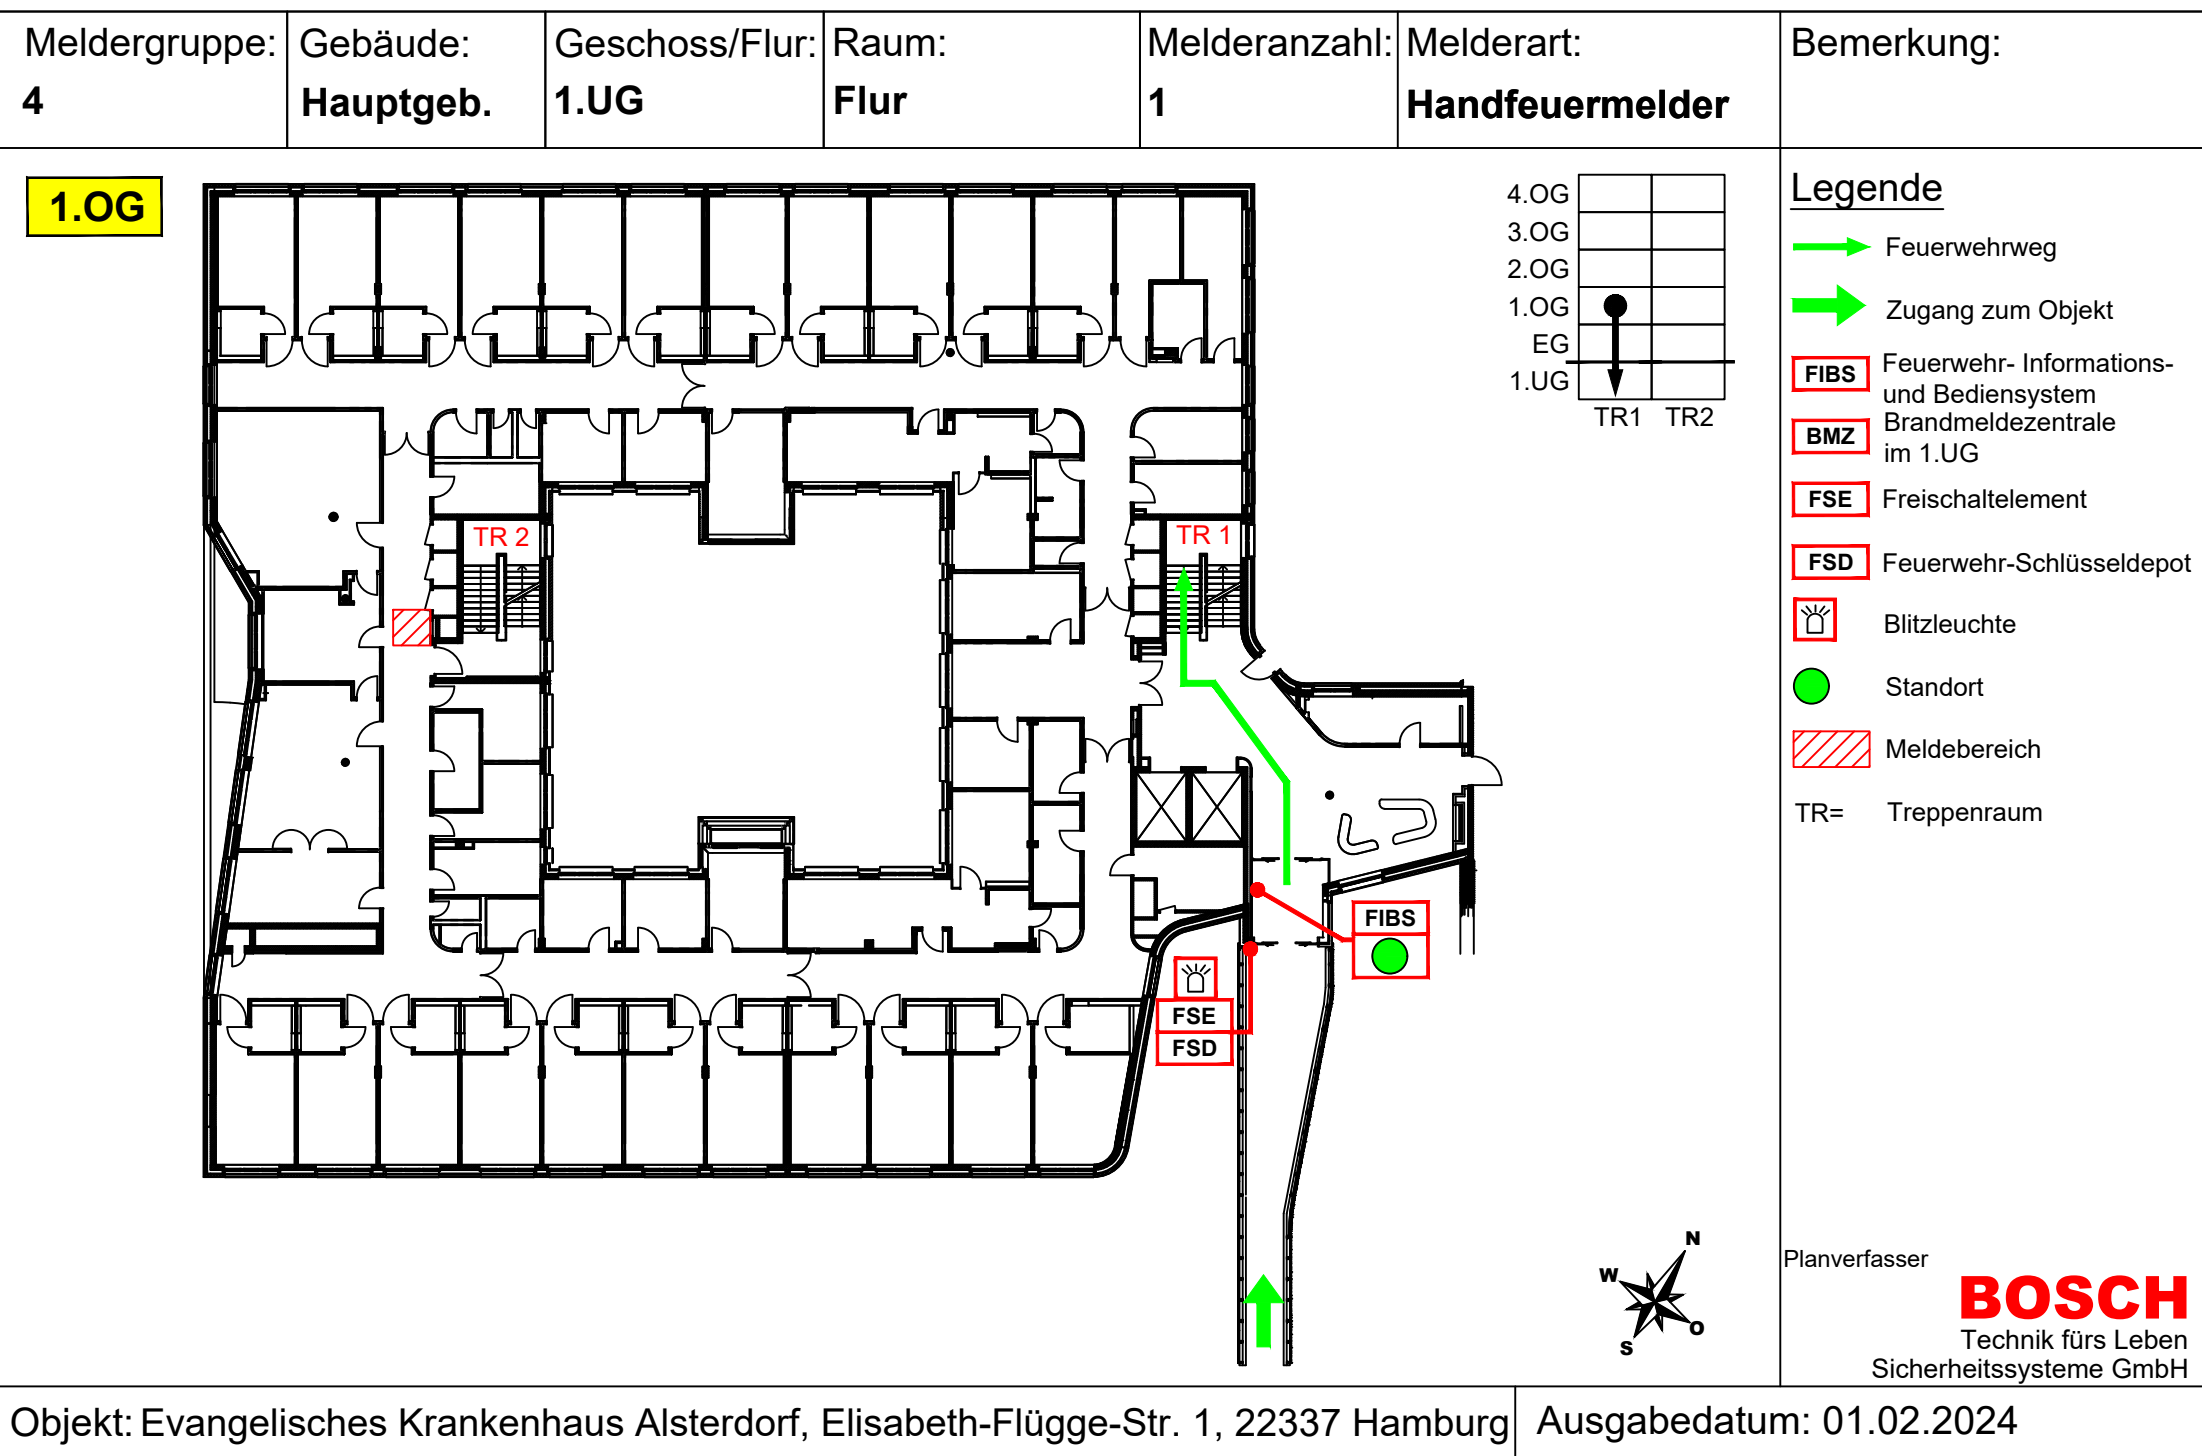 Meldergruppe:
4
Gebäude:
Hauptgeb.
Geschoss/Flur:
1.UG
Raum:
Flur
Melderanzahl:
1
Melderart:
Handfeuermelder
Bemerkung:
1.OG
4.OG
3.OG
2.OG
1.OG
EG
1.UG
TR1 TR2
TR 2
TR 1
FIBS
FSE
FSD
Legende
Feuerwehrweg
Zugang zum Objekt
FIBS Feuerwehr- Informations-
und Bediensystem
BMZ Brandmeldezentrale
im 1.UG
FSE Freischaltelement
FSD Feuerwehr-Schlüsseldepot
Blitzleuchte
Standort
Meldebereich
TR= Treppenraum
N
W
O
S
Planverfasser
BOSCH
Technik fürs Leben
Sicherheitssysteme GmbH
Objekt: Evangelisches Krankenhaus Alsterdorf, Elisabeth-Flügge-Str. 1, 22337 Hamburg
Ausgabedatum: 01.02.2024